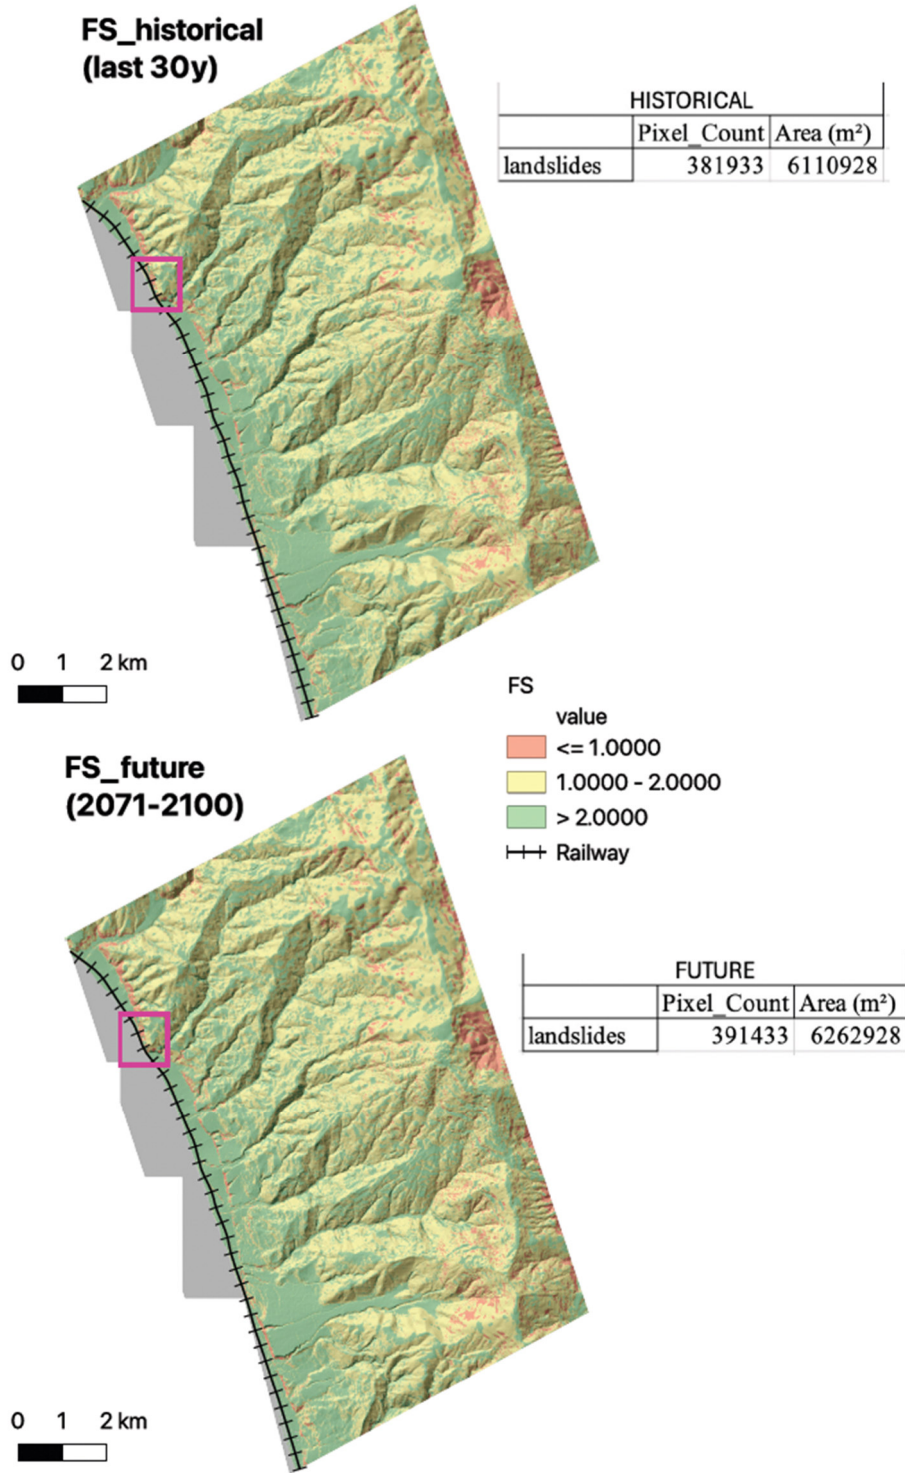 FS_historical
(last 30y)
HISTORICAL
Pixel_Count Area (m²)
landslides 381933 6110928
0 1 2 km
FS
value
<= 1.0000
1.0000 - 2.0000
> 2.0000
Railway
FS_future
(2071-2100)
FUTURE
Pixel_Count Area (m²)
landslides 391433 6262928
0 1 2 km